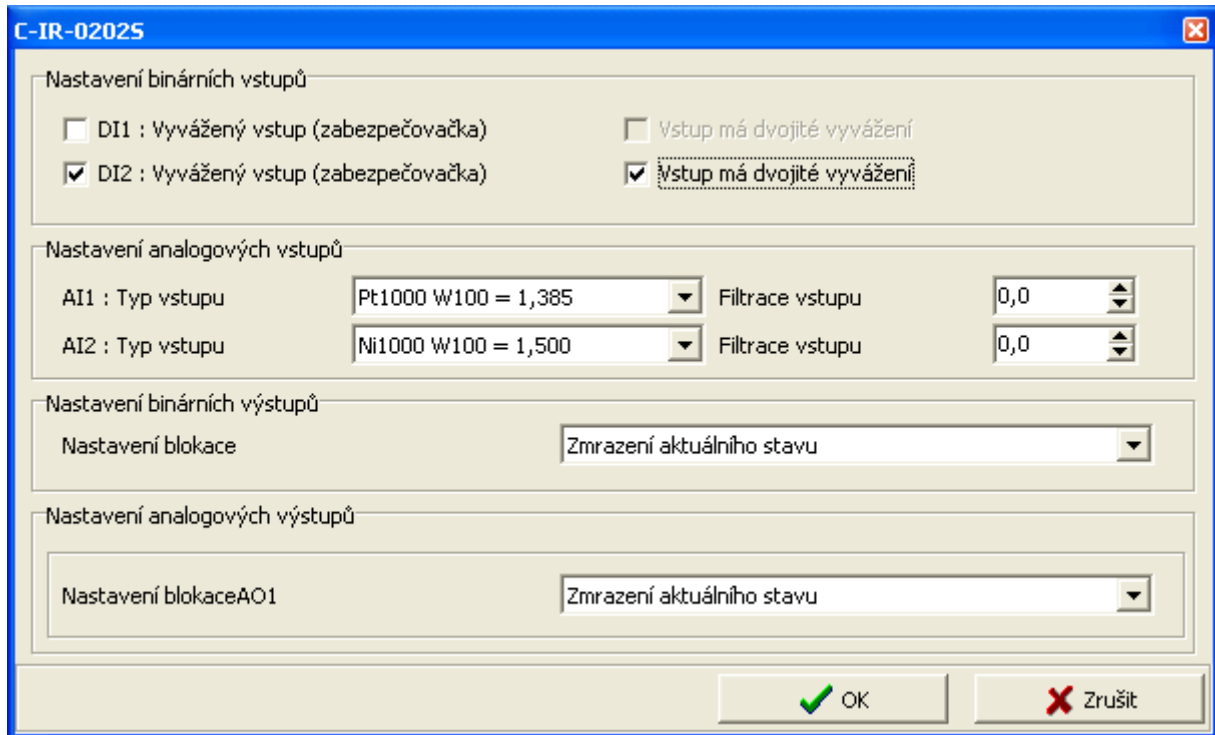 C-IR-0202S
Nastavení binárních vstupů
DI1 : Vyvážený vstup (zabezpečovačka) Vstup má dvojité vyvážení
DI2 : Vyvážený vstup (zabezpečovačka) Vstup má dvojité vyvážení
Nastavení analogových vstupů
AI1 : Typ vstupu Pt1000 W100 = 1,385 Filtrace vstupu 0,0
AI2 : Typ vstupu Ni1000 W100 = 1,500 Filtrace vstupu 0,0
Nastavení binárních výstupů
Nastavení blokace Zmrazení aktuálního stavu
Nastavení analogových výstupů
Nastavení blokaceAO1 Zmrazení aktuálního stavu
OK Zrušit